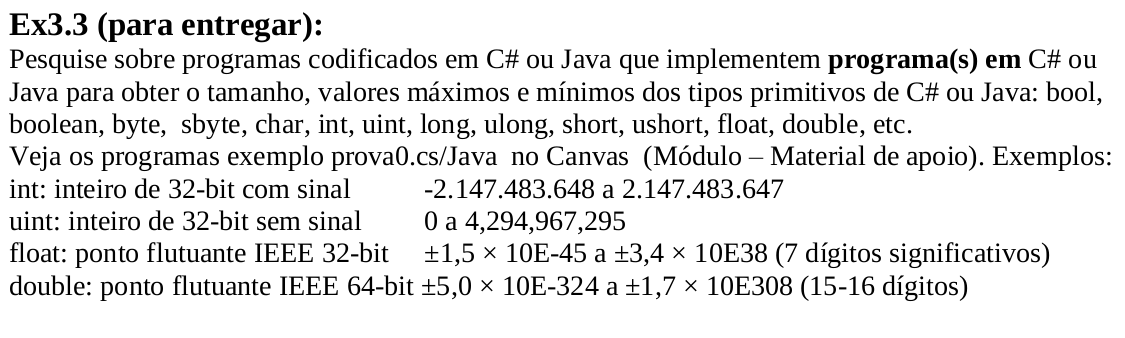 Ex3.3 (para entregar):
Pesquise sobre programas codificados em C# ou Java que implementem programa(s) em C# ou
Java para obter o tamanho, valores máximos e mínimos dos tipos primitivos de C# ou Java: bool,
boolean, byte, sbyte, char, int, uint, long, ulong, short, ushort, float, double, etc.
Veja os programas exemplo prova0.cs/Java no Canvas (Módulo – Material de apoio). Exemplos:
int: inteiro de 32-bit com sinal -2.147.483.648 a 2.147.483.647
uint: inteiro de 32-bit sem sinal 0 a 4,294,967,295
float: ponto flutuante IEEE 32-bit ±1,5 × 10E-45 a ±3,4 × 10E38 (7 dígitos significativos)
double: ponto flutuante IEEE 64-bit ±5,0 × 10E-324 a ±1,7 × 10E308 (15-16 dígitos)